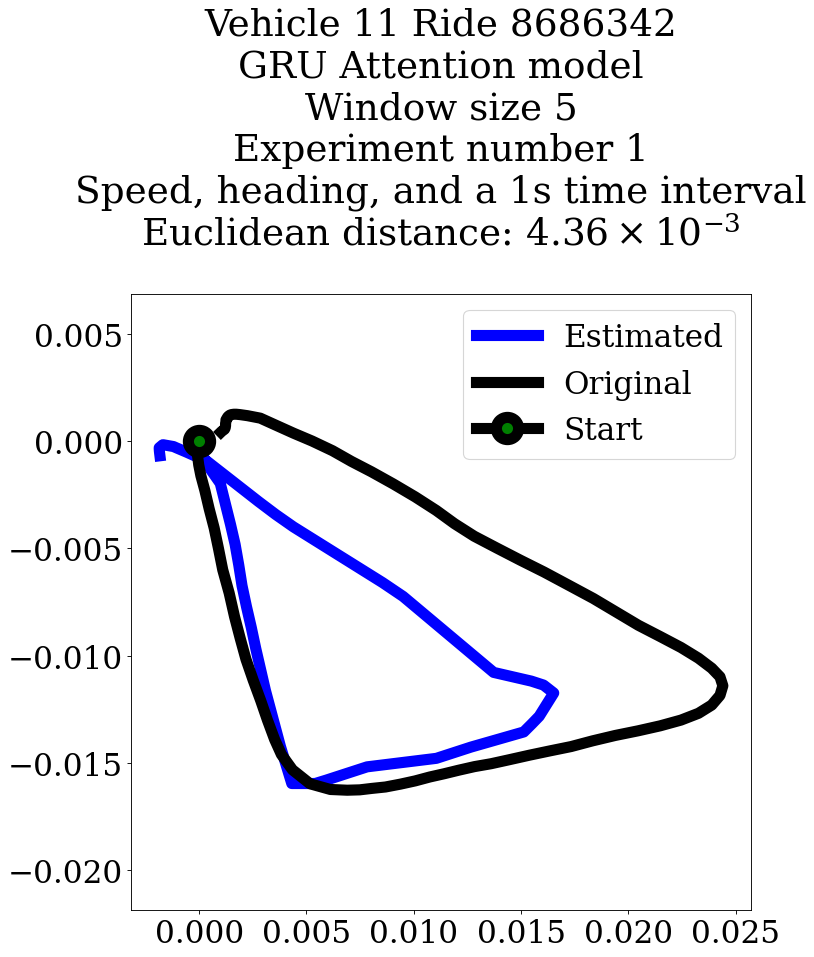 Vehicle 11 Ride 8686342
GRU Attention model
Window size 5
Experiment number 1
Speed, heading, and a 1s time interval
Euclidean distance: 4.36 × 10⁻³
Estimated
Original
Start
0.005
0.000
−0.005
−0.010
−0.015
−0.020
0.000 0.005 0.010 0.015 0.020 0.025